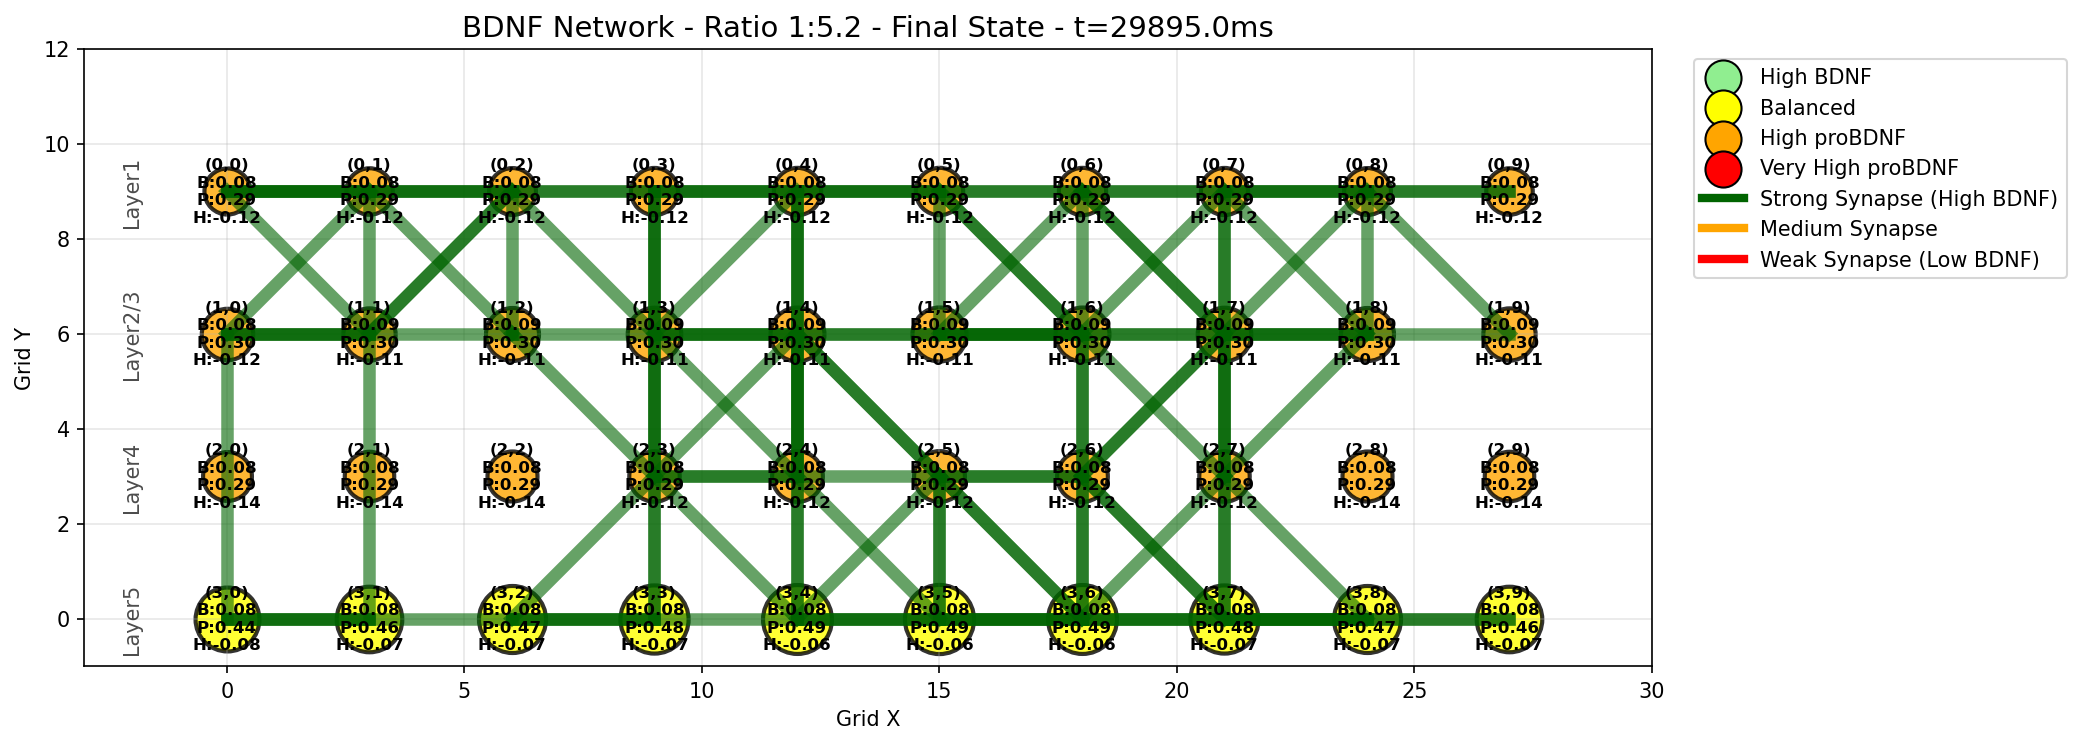 BDNF Network - Ratio 1:5.2 - Final State - t=29895.0ms
12
10
8
6
4
2
0
Grid Y
Layer1
Layer2/3
Layer4
Layer5
(0,0) (0,1) (0,2) (0,3) (0,4) (0,5) (0,6) (0,7) (0,8) (0,9)
B:0.08 B:0.08 B:0.08 B:0.08 B:0.08 B:0.08 B:0.08 B:0.08 B:0.08 B:0.08
P:0.29 P:0.29 P:0.29 P:0.29 P:0.29 P:0.29 P:0.29 P:0.29 P:0.29 P:0.29
H:-0.12 H:-0.12 H:-0.12 H:-0.12 H:-0.12 H:-0.12 H:-0.12 H:-0.12 H:-0.12 H:-0.12
(1,0) (1,1) (1,2) (1,3) (1,4) (1,5) (1,6) (1,7) (1,8) (1,9)
B:0.08 B:0.09 B:0.09 B:0.09 B:0.09 B:0.09 B:0.09 B:0.09 B:0.09 B:0.09
P:0.30 P:0.30 P:0.30 P:0.30 P:0.30 P:0.30 P:0.30 P:0.30 P:0.30 P:0.30
H:-0.12 H:-0.11 H:-0.11 H:-0.11 H:-0.11 H:-0.11 H:-0.11 H:-0.11 H:-0.11 H:-0.11
(2,0) (2,1) (2,2) (2,3) (2,4) (2,5) (2,6) (2,7) (2,8) (2,9)
B:0.08 B:0.08 B:0.08 B:0.08 B:0.08 B:0.08 B:0.08 B:0.08 B:0.08 B:0.08
P:0.29 P:0.29 P:0.29 P:0.29 P:0.29 P:0.29 P:0.29 P:0.29 P:0.29 P:0.29
H:-0.14 H:-0.14 H:-0.14 H:-0.12 H:-0.12 H:-0.12 H:-0.12 H:-0.12 H:-0.14 H:-0.14
(3,0) (3,1) (3,2) (3,3) (3,4) (3,5) (3,6) (3,7) (3,8) (3,9)
B:0.08 B:0.08 B:0.08 B:0.08 B:0.08 B:0.08 B:0.08 B:0.08 B:0.08 B:0.08
P:0.44 P:0.46 P:0.47 P:0.48 P:0.49 P:0.49 P:0.49 P:0.48 P:0.47 P:0.46
H:-0.08 H:-0.07 H:-0.07 H:-0.07 H:-0.06 H:-0.06 H:-0.06 H:-0.07 H:-0.07 H:-0.07
0 5 10 15 20 25 30
Grid X
High BDNF
Balanced
High proBDNF
Very High proBDNF
Strong Synapse (High BDNF)
Medium Synapse
Weak Synapse (Low BDNF)